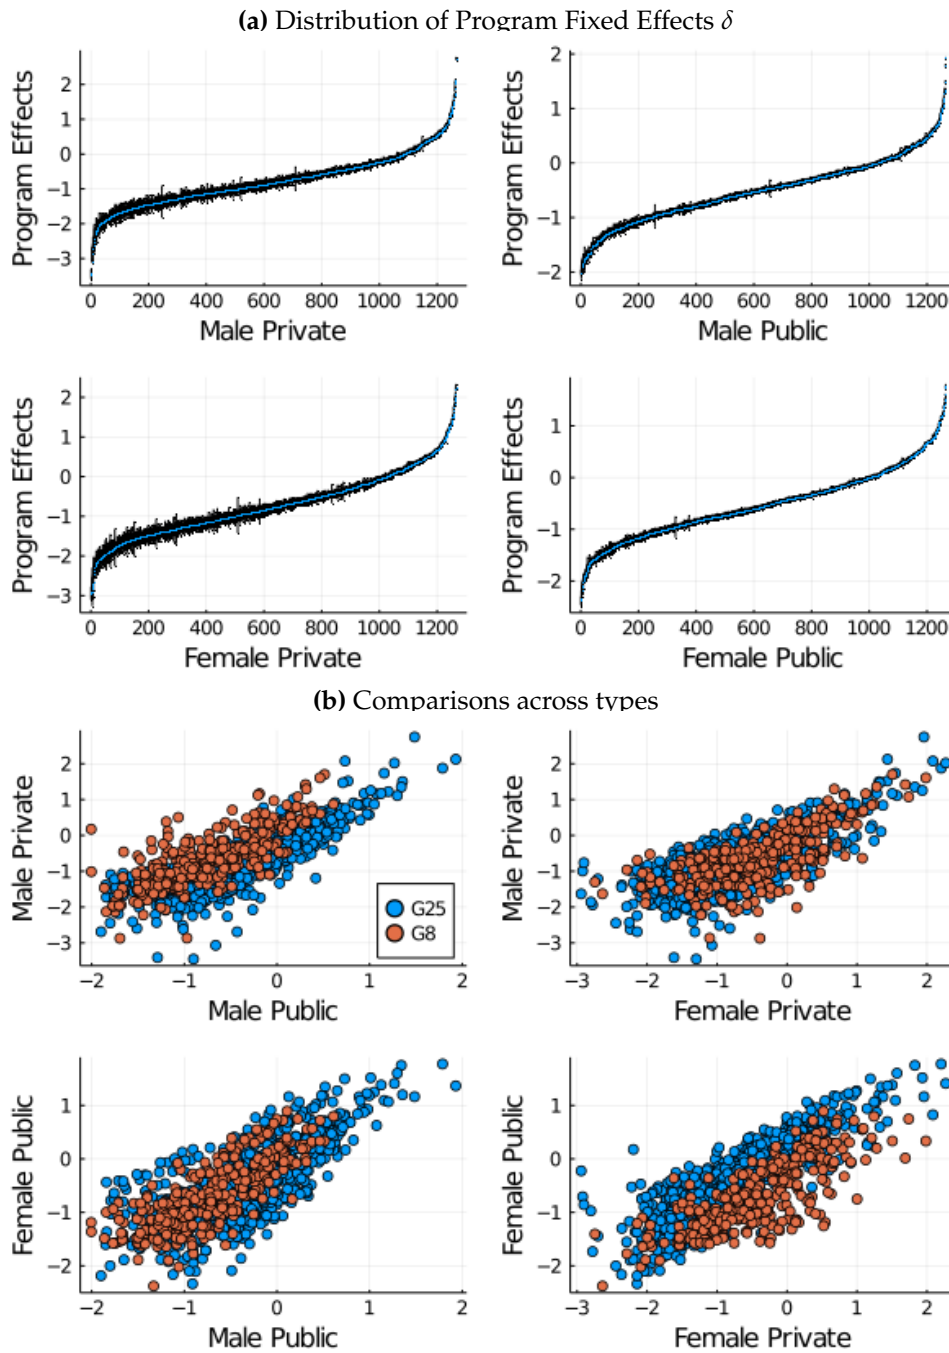 (a) Distribution of Program Fixed Effects δ
Program Effects
2
1
0
−1
−2
−3
0 200 400 600 800 1000 1200
Male Private
Program Effects
2
1
0
−1
−2
0 200 400 600 800 1000 1200
Male Public
Program Effects
2
1
0
−1
−2
−3
0 200 400 600 800 1000 1200
Female Private
Program Effects
1
0
−1
−2
0 200 400 600 800 1000 1200
Female Public
(b) Comparisons across types
Male Private
2
1
0
−1
−2
−3
G25
G8
−2 −1 0 1 2
Male Public
Male Private
2
1
0
−1
−2
−3
−3 −2 −1 0 1 2
Female Private
Female Public
1
0
−1
−2
−2 −1 0 1 2
Male Public
Female Public
1
0
−1
−2
−3 −2 −1 0 1 2
Female Private